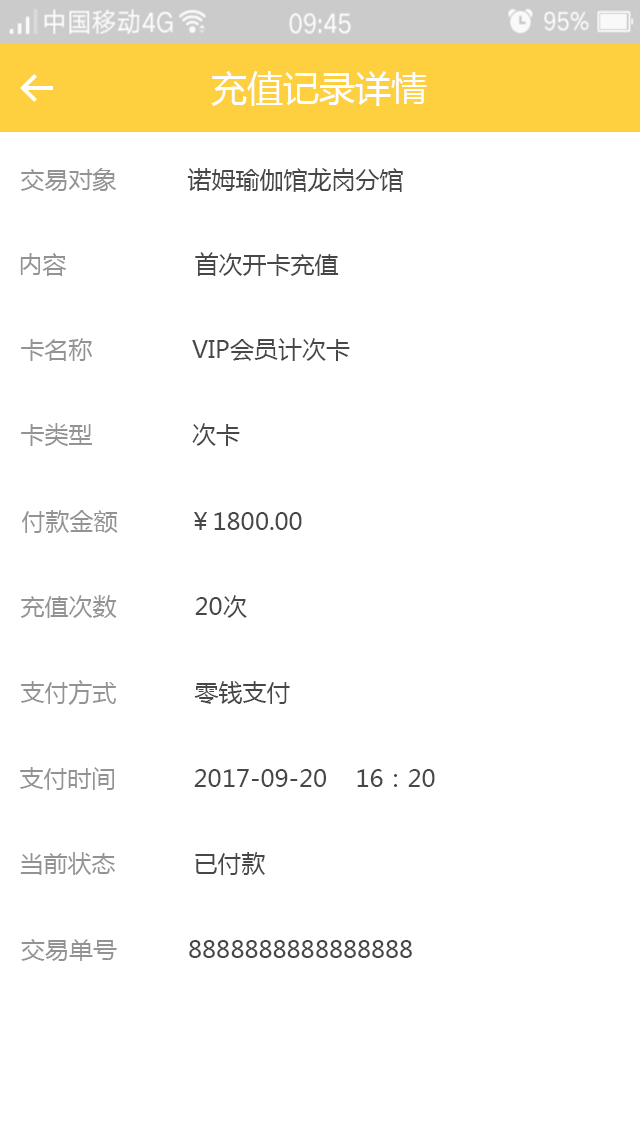 中国移动4G 09:45 95%
充值记录详情
交易对象 诺姆瑜伽馆龙岗分馆
内容 首次开卡充值
卡名称 VIP会员计次卡
卡类型 次卡
付款金额 ¥1800.00
充值次数 20次
支付方式 零钱支付
支付时间 2017-09-20 16：20
当前状态 已付款
交易单号 8888888888888888